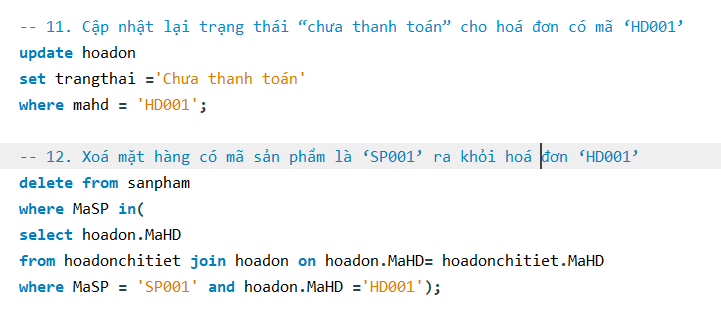 -- 11. Cập nhật lại trạng thái “chưa thanh toán” cho hoá đơn có mã ‘HD001’
update hoadon
set trangthai ='Chưa thanh toán'
where mahd = 'HD001';
-- 12. Xoá mặt hàng có mã sản phẩm là ‘SP001’ ra khỏi hoá đơn ‘HD001’
delete from sanpham
where MaSP in(
select hoadon.MaHD
from hoadonchitiet join hoadon on hoadon.MaHD= hoadonchitiet.MaHD
where MaSP = 'SP001' and hoadon.MaHD ='HD001');